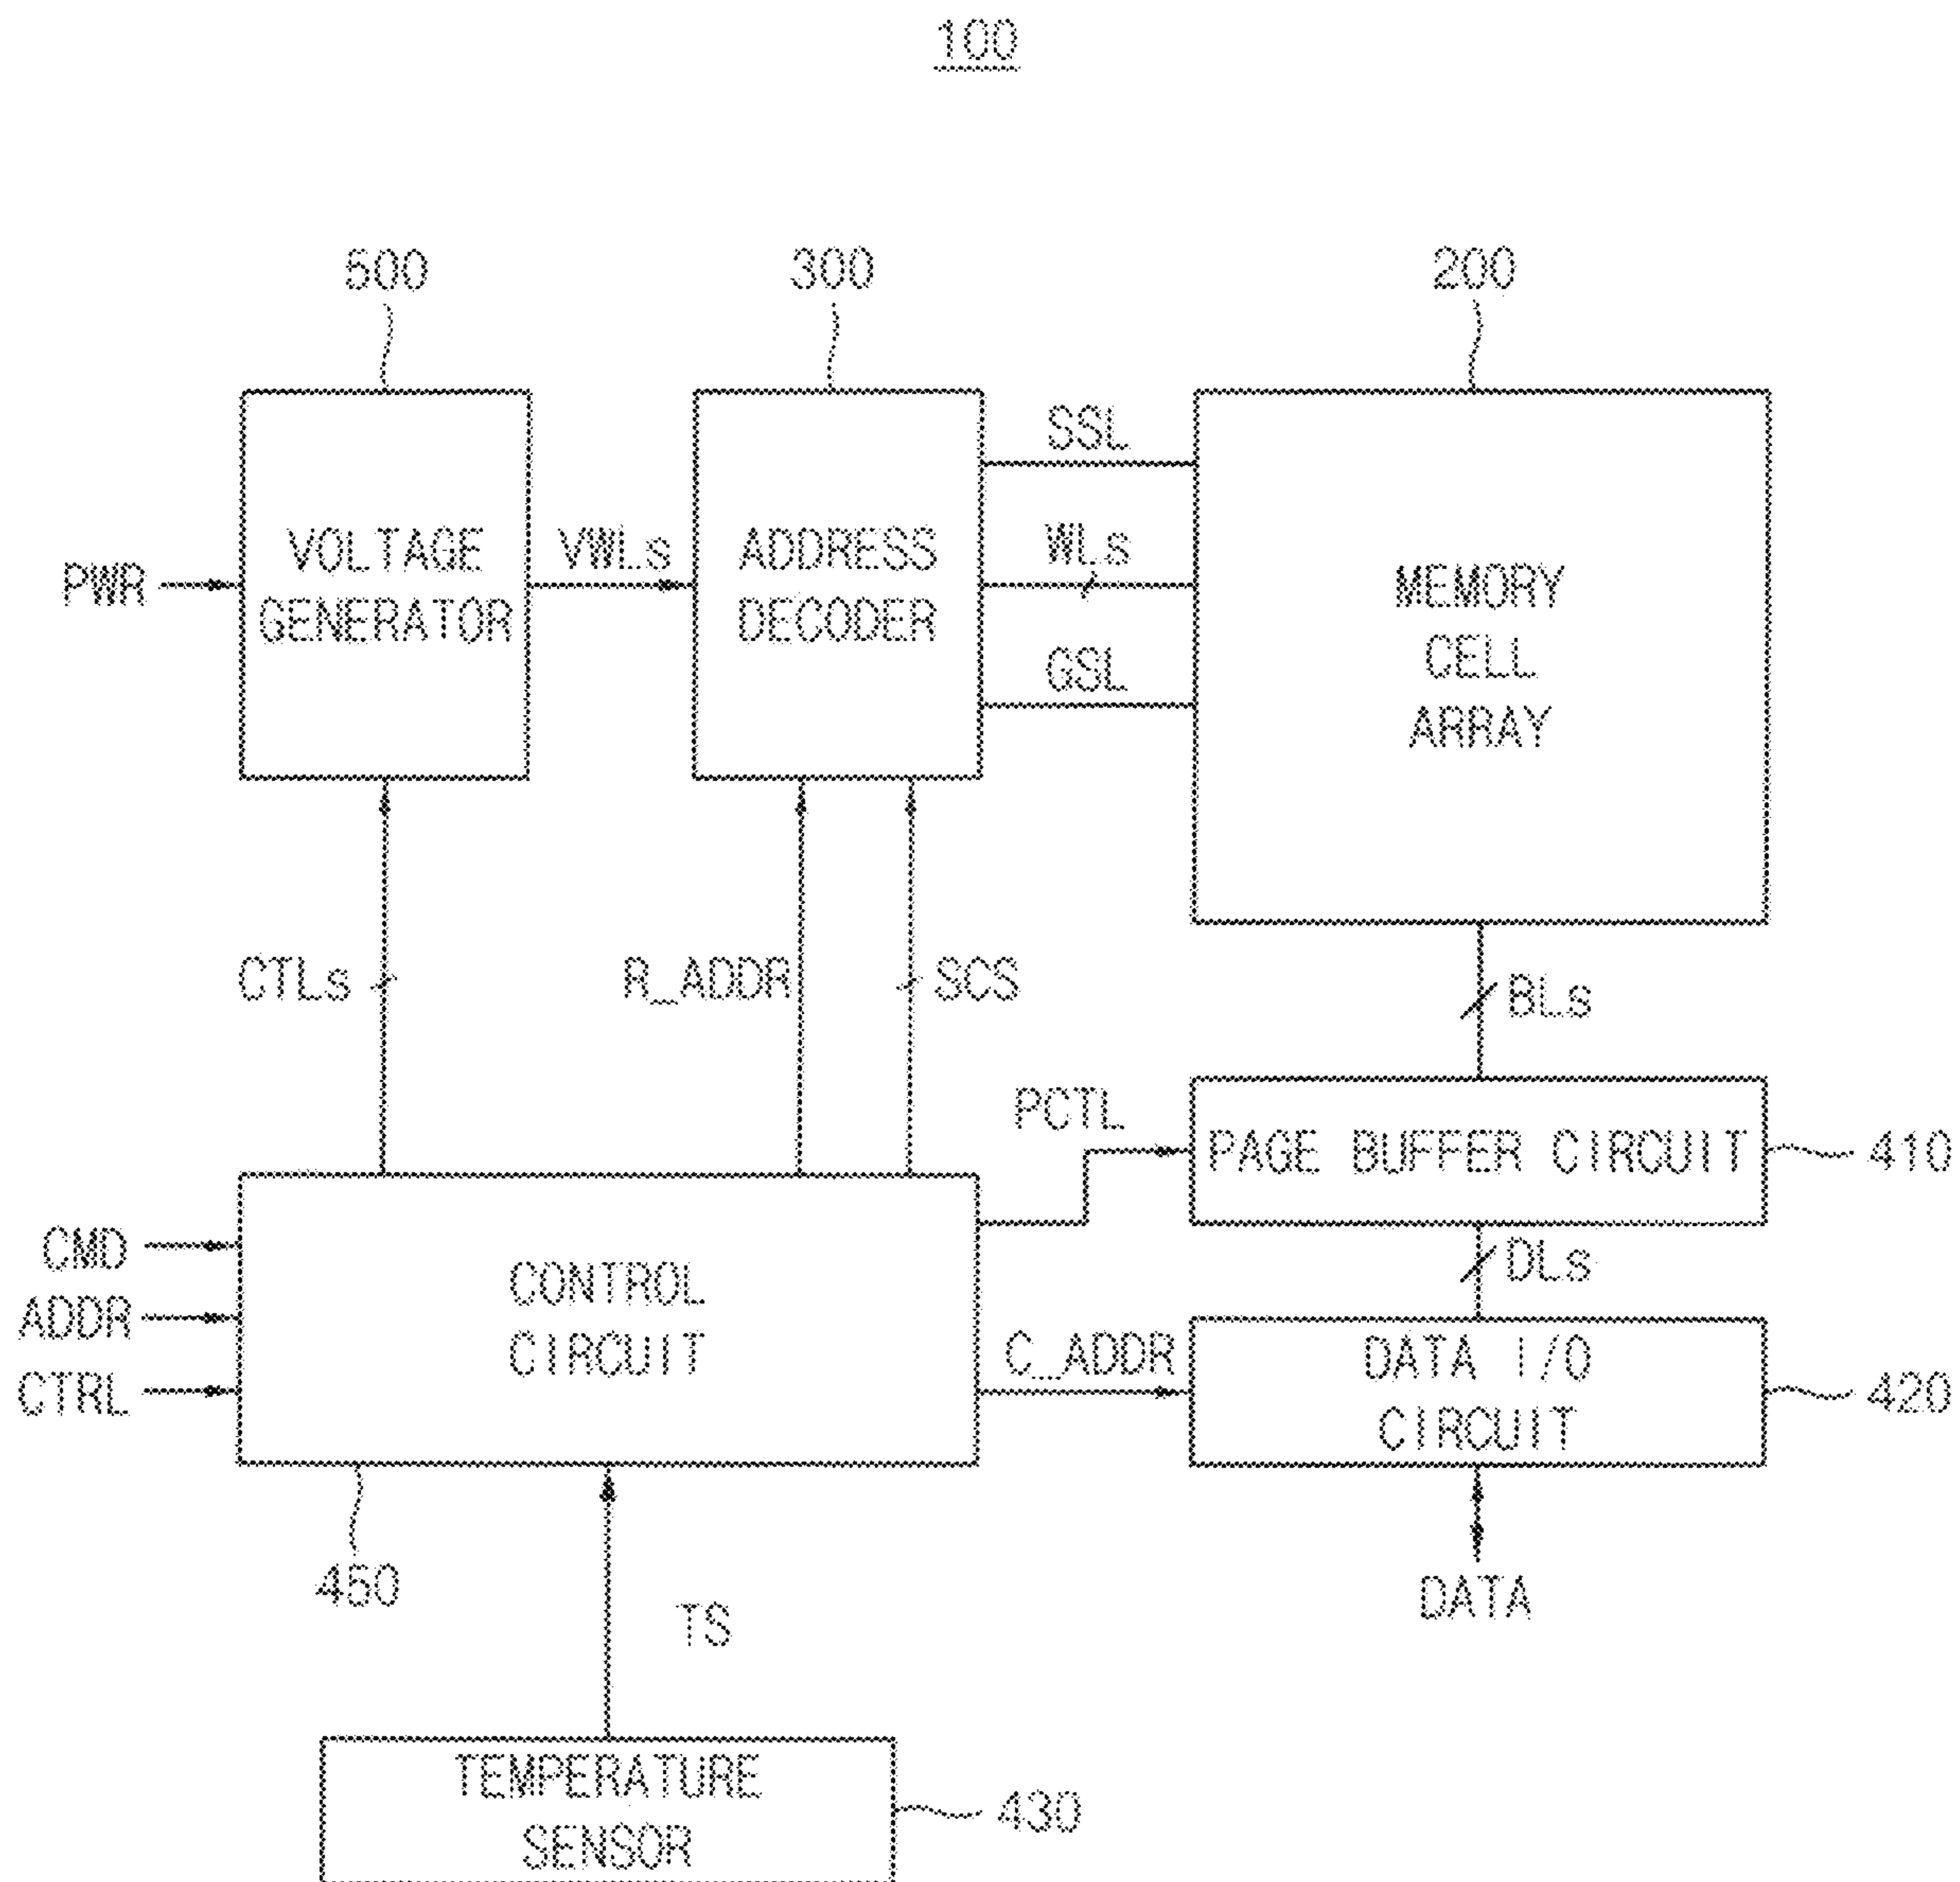 100
500
300
200
SSL
VOLTAGE
GENERATOR
VWLs
ADDRESS
DECODER
WLs
PWR
MEMORY
CELL
ARRAY
GSL
CTLs
R_ADDR
SCS
BLs
PCTL
PAGE BUFFER CIRCUIT
410
CMD
ADDR
CTRL
CONTROL
CIRCUIT
DLs
C_ADDR
DATA I/O
CIRCUIT
420
450
TS
DATA
TEMPERATURE
SENSOR
430